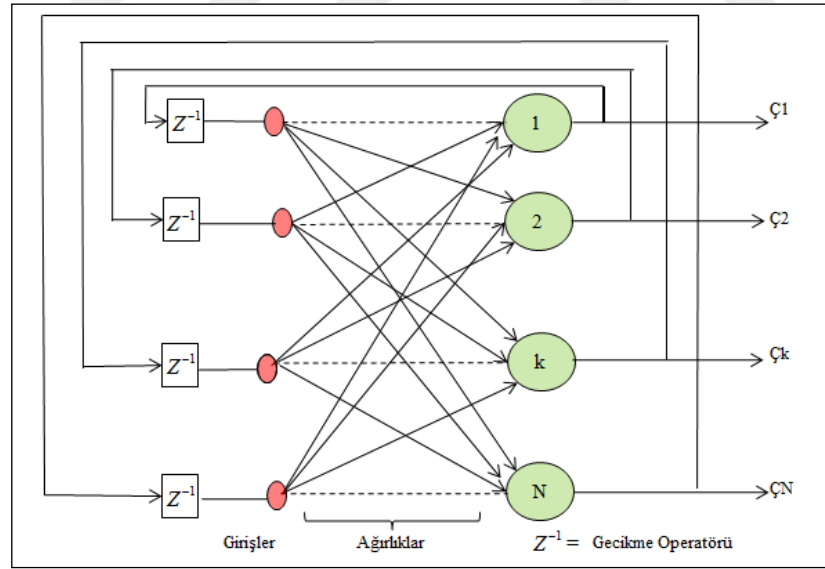 Z⁻¹ 1 Ç1
Z⁻¹ 2 Ç2
Z⁻¹ k Çk
Z⁻¹ N ÇN
Girişler Ağırlıklar Z⁻¹ = Gecikme Operatörü